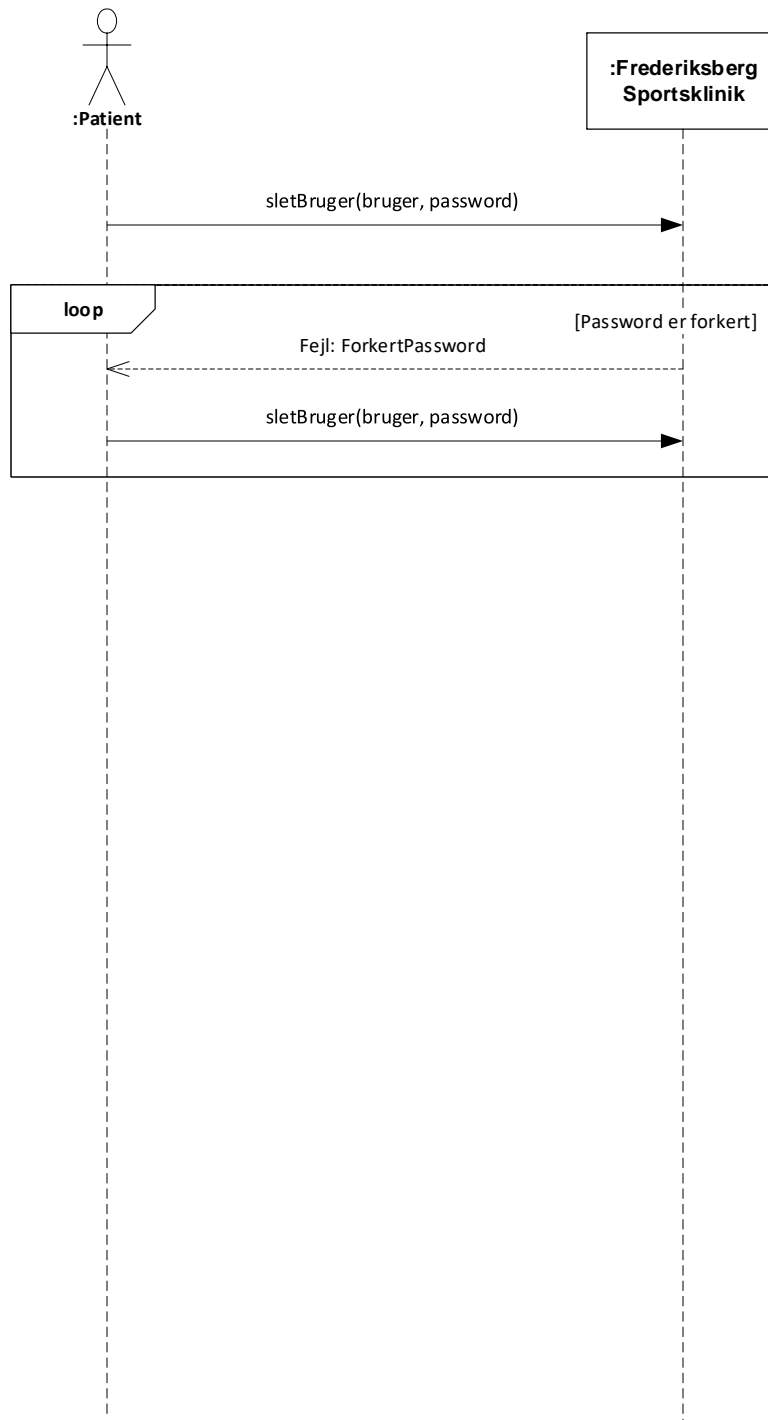 :Patient
:Frederiksberg
Sportsklinik
sletBruger(bruger, password)
loop
[Password er forkert]
Fejl: ForkertPassword
sletBruger(bruger, password)